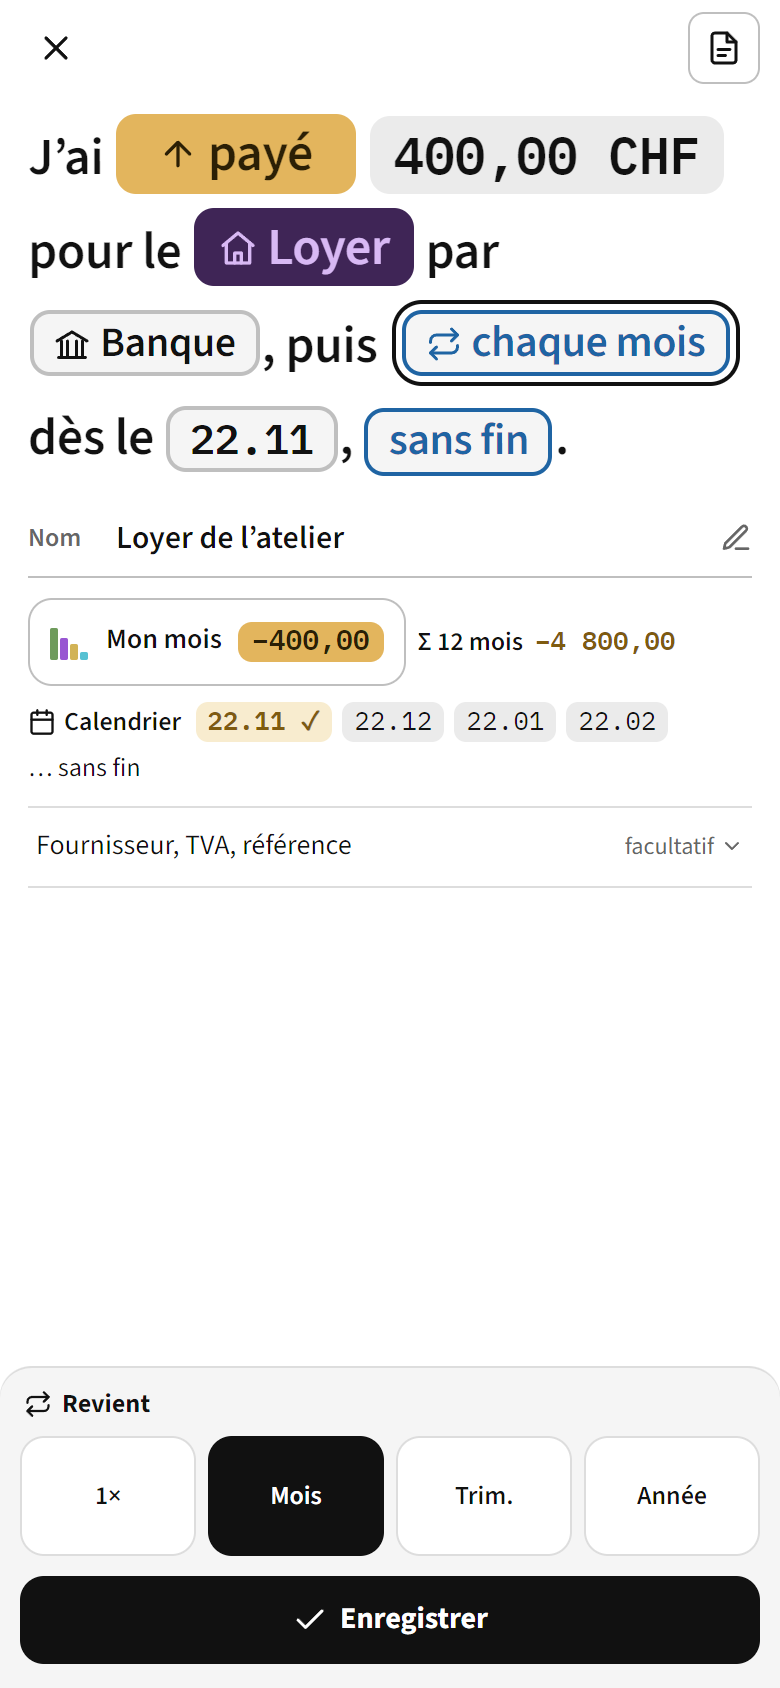 J’ai payé 400,00 CHF
pour le Loyer par
Banque, puis chaque mois
dès le 22.11, sans fin.
Nom Loyer de l’atelier
Mon mois −400,00 Σ 12 mois −4 800,00
Calendrier 22.11 ✓ 22.12 22.01 22.02
… sans fin
Fournisseur, TVA, référence facultatif
Revient
1× Mois Trim. Année
Enregistrer